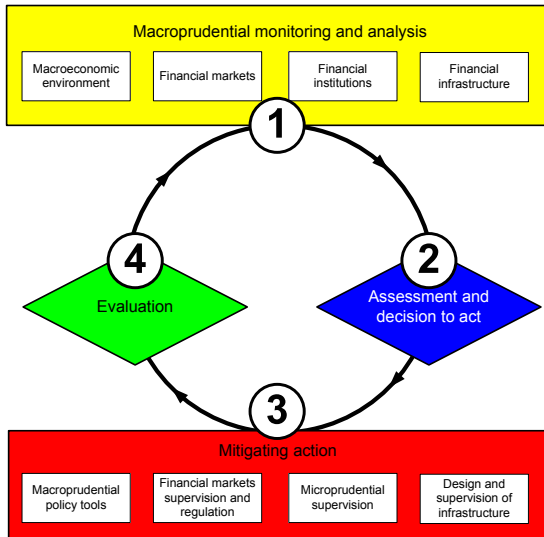 Macroprudential monitoring and analysis
Macroeconomic
environment
Financial markets
Financial
institutions
Financial
infrastructure
1
4
2
Evaluation
Assessment and
decision to act
3
Mitigating action
Macroprudential
policy tools
Financial markets
supervision and
regulation
Microprudential
supervision
Design and
supervision of
infrastructure